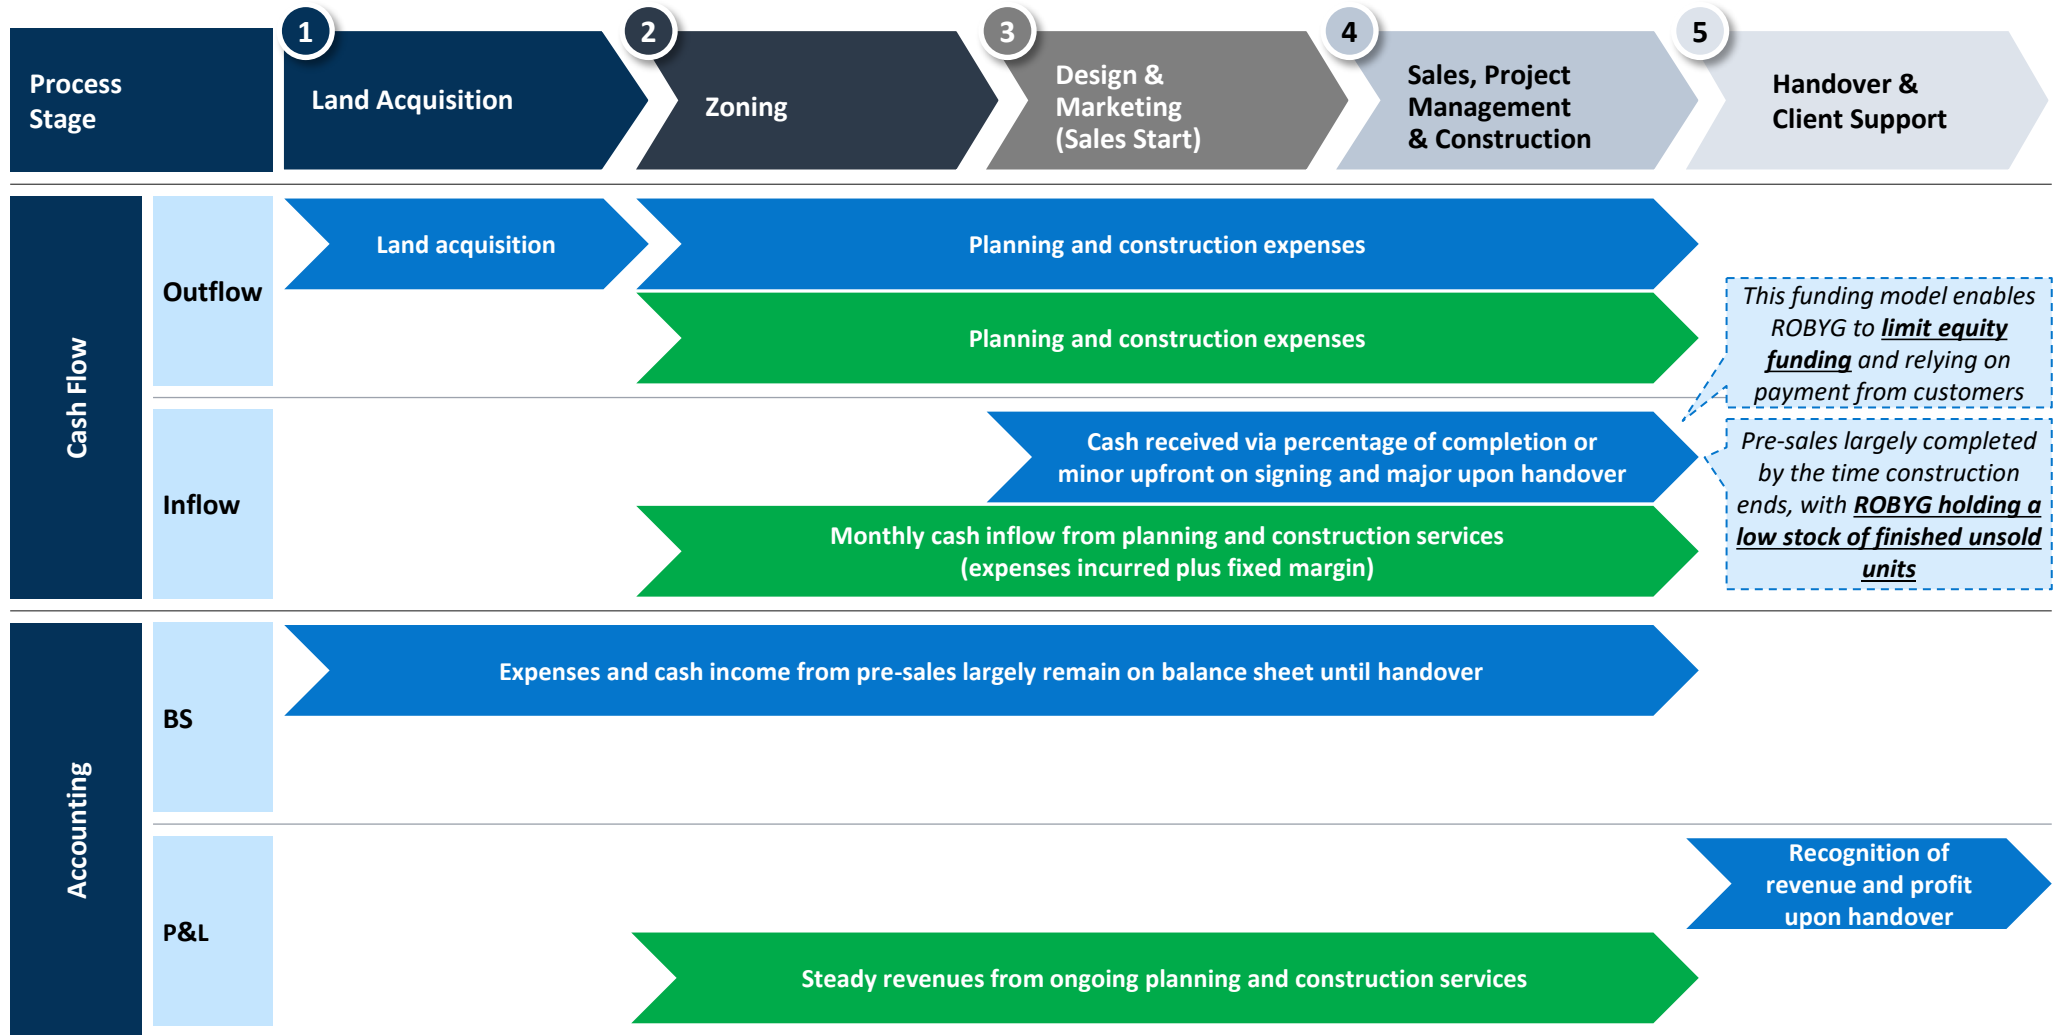 Process
Stage
1
Land Acquisition
2
Zoning
3
Design &
Marketing
(Sales Start)
4
Sales, Project
Management
& Construction
5
Handover &
Client Support
Cash Flow
Outflow
Land acquisition
Planning and construction expenses
Planning and construction expenses
This funding model enables
ROBYG to limit equity
funding and relying on
payment from customers
Inflow
Cash received via percentage of completion or
minor upfront on signing and major upon handover
Monthly cash inflow from planning and construction services
(expenses incurred plus fixed margin)
Pre-sales largely completed
by the time construction
ends, with ROBYG holding a
low stock of finished unsold
units
Accounting
BS
Expenses and cash income from pre-sales largely remain on balance sheet until handover
P&L
Recognition of
revenue and profit
upon handover
Steady revenues from ongoing planning and construction services